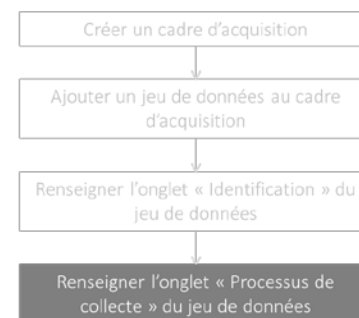 Créer un cadre d'acquisition
Ajouter un jeu de données au cadre
d'acquisition
Renseigner l'onglet « Identification » du
jeu de données
Renseigner l'onglet « Processus de
collecte » du jeu de données